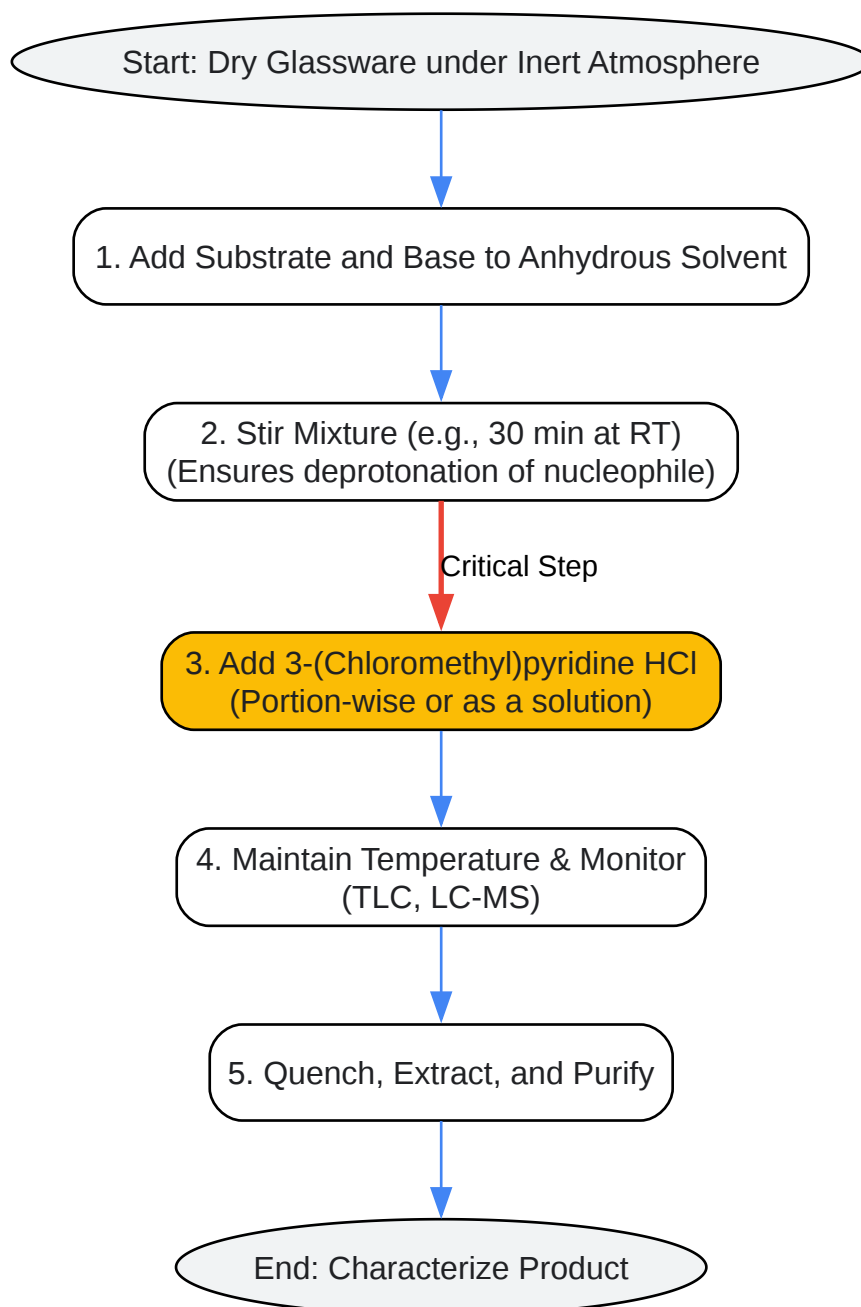 Start: Dry Glassware under Inert Atmosphere
1. Add Substrate and Base to Anhydrous Solvent
2. Stir Mixture (e.g., 30 min at RT)
(Ensures deprotonation of nucleophile)
Critical Step
3. Add 3-(Chloromethyl)pyridine HCl
(Portion-wise or as a solution)
4. Maintain Temperature & Monitor
(TLC, LC-MS)
5. Quench, Extract, and Purify
End: Characterize Product